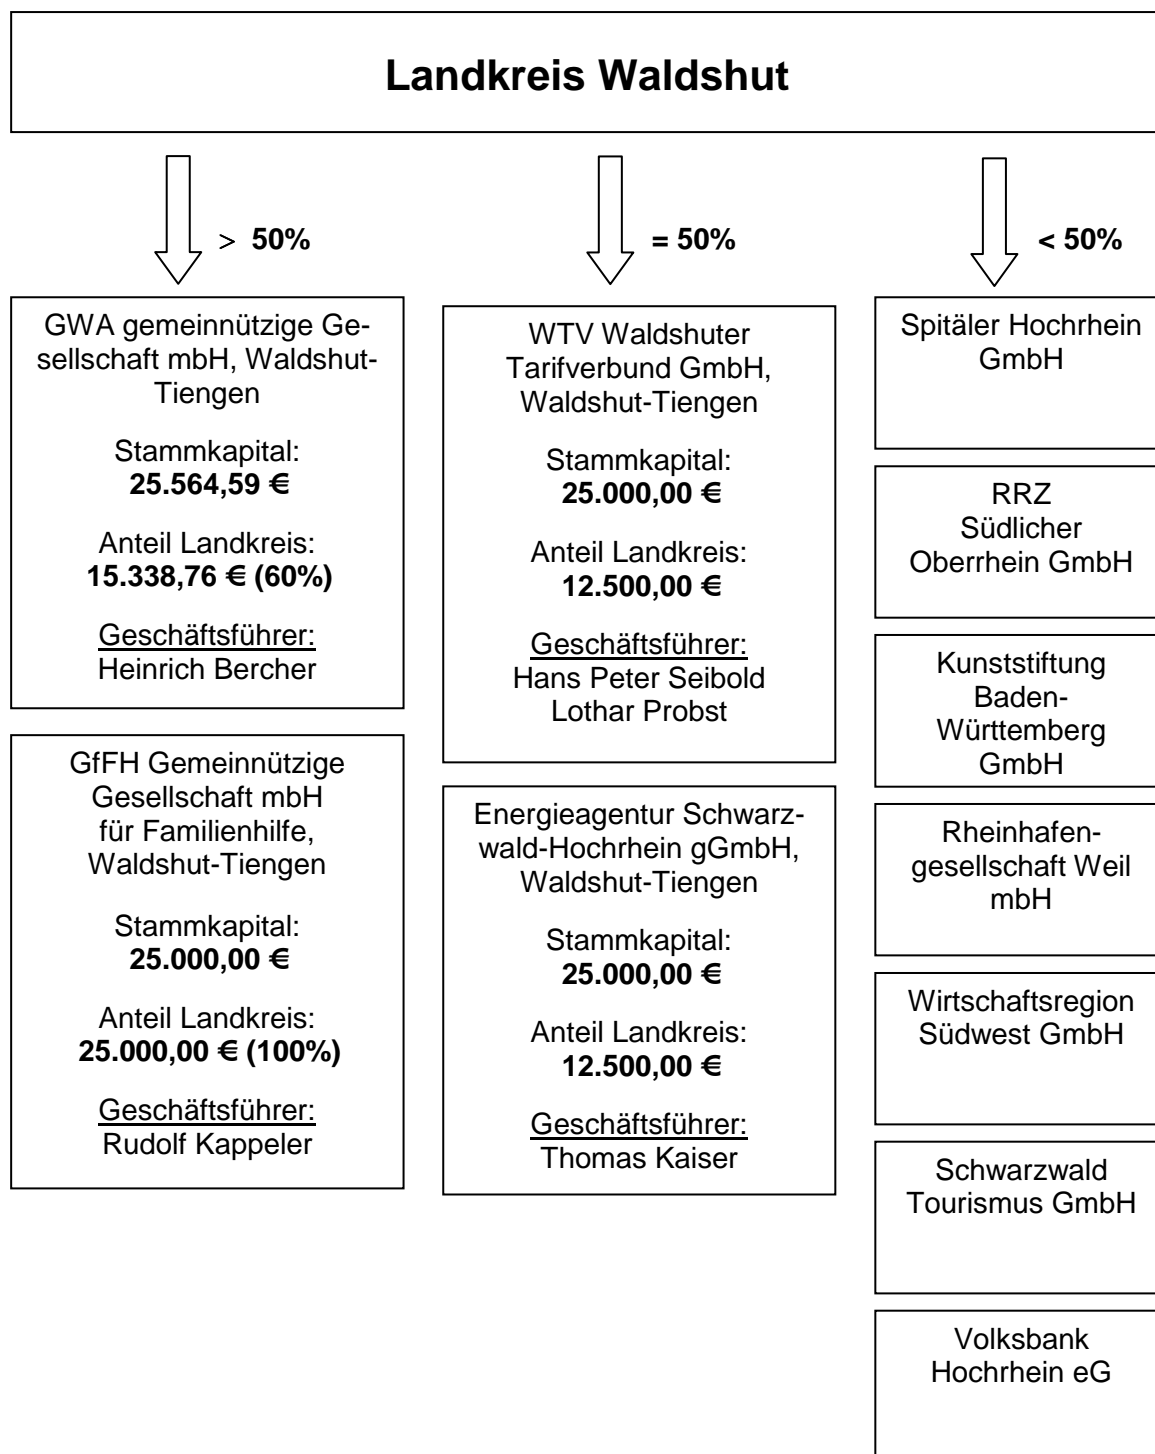 Landkreis Waldshut
> 50%
= 50%
< 50%
GWA gemeinnützige Ge-
sellschaft mbH, Waldshut-
Tiengen
Stammkapital:
25.564,59 €
Anteil Landkreis:
15.338,76 € (60%)
Geschäftsführer:
Heinrich Bercher
GfFH Gemeinnützige
Gesellschaft mbH
für Familienhilfe,
Waldshut-Tiengen
Stammkapital:
25.000,00 €
Anteil Landkreis:
25.000,00 € (100%)
Geschäftsführer:
Rudolf Kappeler
WTV Waldshuter
Tarifverbund GmbH,
Waldshut-Tiengen
Stammkapital:
25.000,00 €
Anteil Landkreis:
12.500,00 €
Geschäftsführer:
Hans Peter Seibold
Lothar Probst
Energieagentur Schwarz-
wald-Hochrhein gGmbH,
Waldshut-Tiengen
Stammkapital:
25.000,00 €
Anteil Landkreis:
12.500,00 €
Geschäftsführer:
Thomas Kaiser
Spitäler Hochrhein
GmbH
RRZ
Südlicher
Oberrhein GmbH
Kunststiftung
Baden-
Württemberg
GmbH
Rheinhafen-
gesellschaft Weil
mbH
Wirtschaftsregion
Südwest GmbH
Schwarzwald
Tourismus GmbH
Volksbank
Hochrhein eG